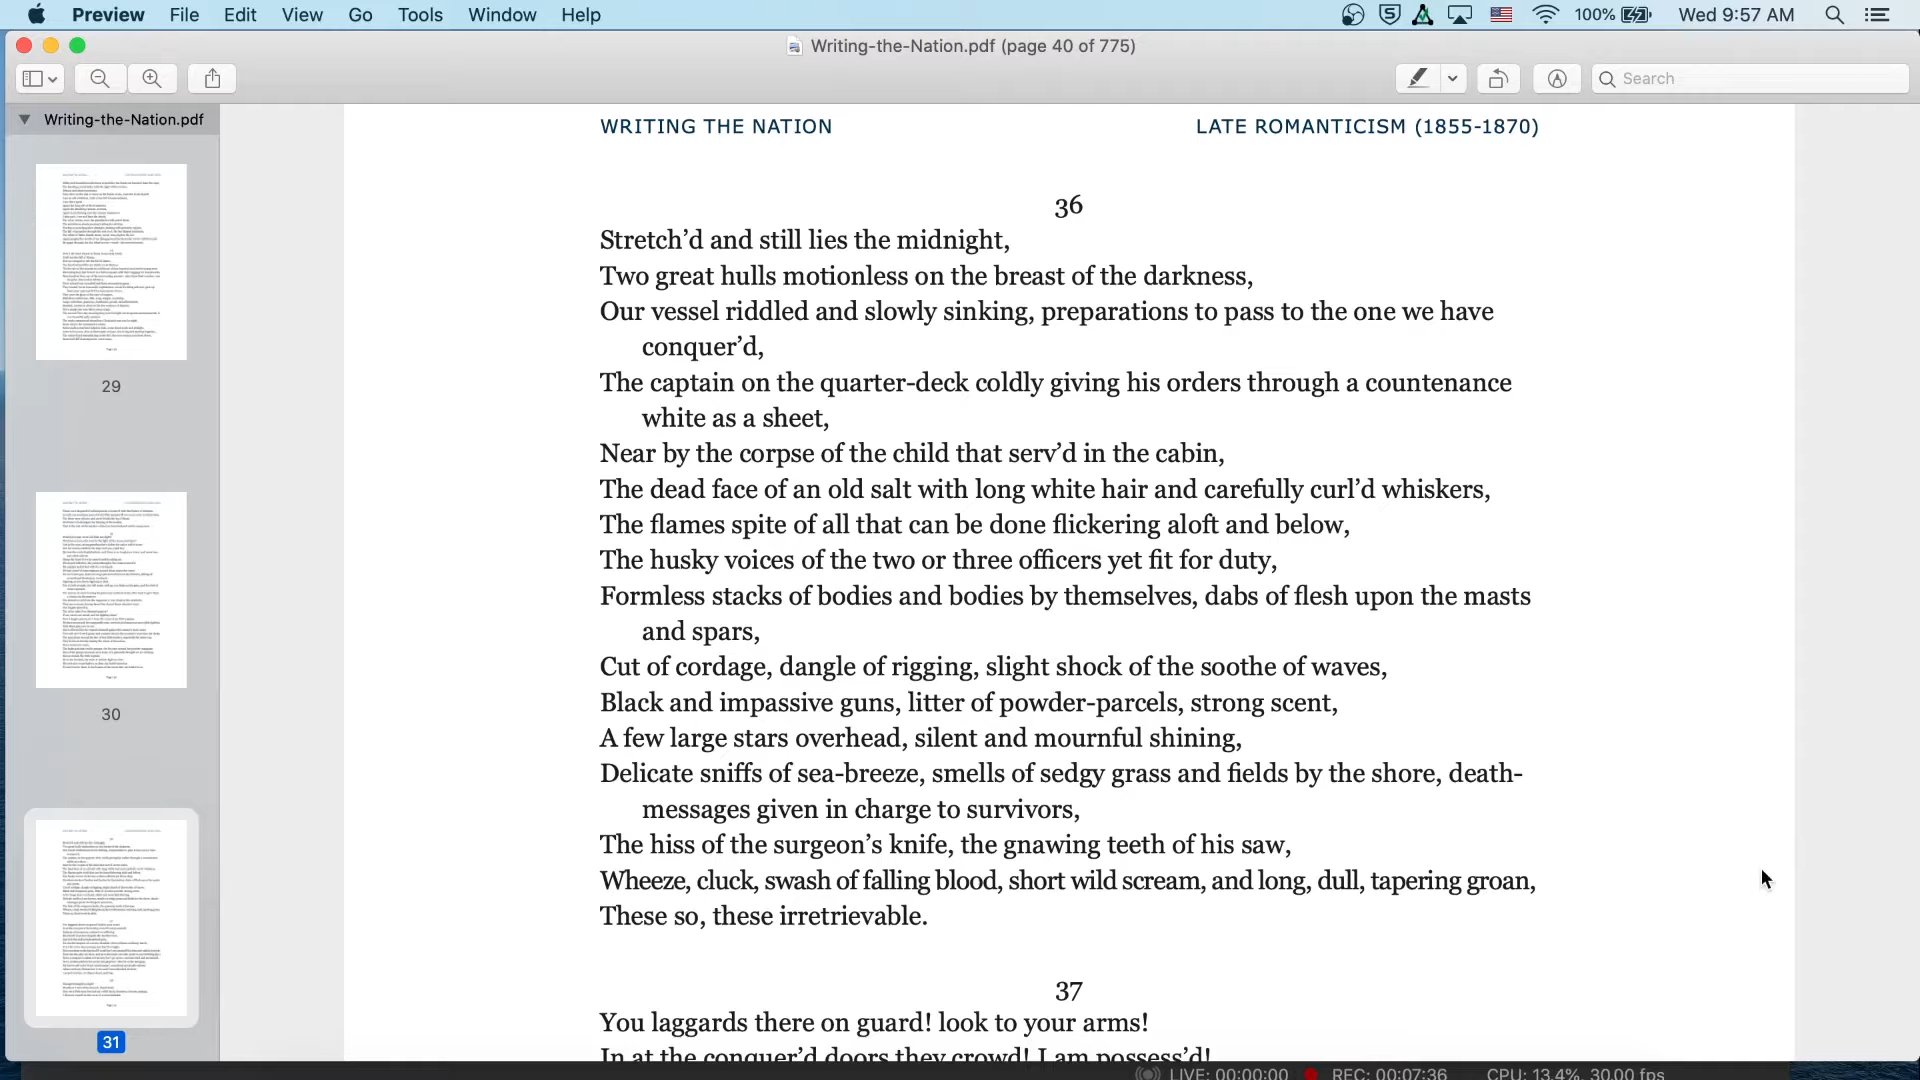 Preview File Edit View Go Tools Window Help 100% Wed 9:57 AM
Writing-the-Nation.pdf (page 40 of 775)
Search
Writing-the-Nation.pdf
29
30
31
WRITING THE NATION LATE ROMANTICISM (1855-1870)
36
Stretch’d and still lies the midnight,
Two great hulls motionless on the breast of the darkness,
Our vessel riddled and slowly sinking, preparations to pass to the one we have
conquer’d,
The captain on the quarter-deck coldly giving his orders through a countenance
white as a sheet,
Near by the corpse of the child that serv’d in the cabin,
The dead face of an old salt with long white hair and carefully curl’d whiskers,
The flames spite of all that can be done flickering aloft and below,
The husky voices of the two or three officers yet fit for duty,
Formless stacks of bodies and bodies by themselves, dabs of flesh upon the masts
and spars,
Cut of cordage, dangle of rigging, slight shock of the soothe of waves,
Black and impassive guns, litter of powder-parcels, strong scent,
A few large stars overhead, silent and mournful shining,
Delicate sniffs of sea-breeze, smells of sedgy grass and fields by the shore, death-
messages given in charge to survivors,
The hiss of the surgeon’s knife, the gnawing teeth of his saw,
Wheeze, cluck, swash of falling blood, short wild scream, and long, dull, tapering groan,
These so, these irretrievable.
37
You laggards there on guard! look to your arms!
In at the conquer’d doors they crowd! I am possess’d!
LIVE: 00:00:00 REC: 00:07:36 CPU: 13.4%, 30.00 fps